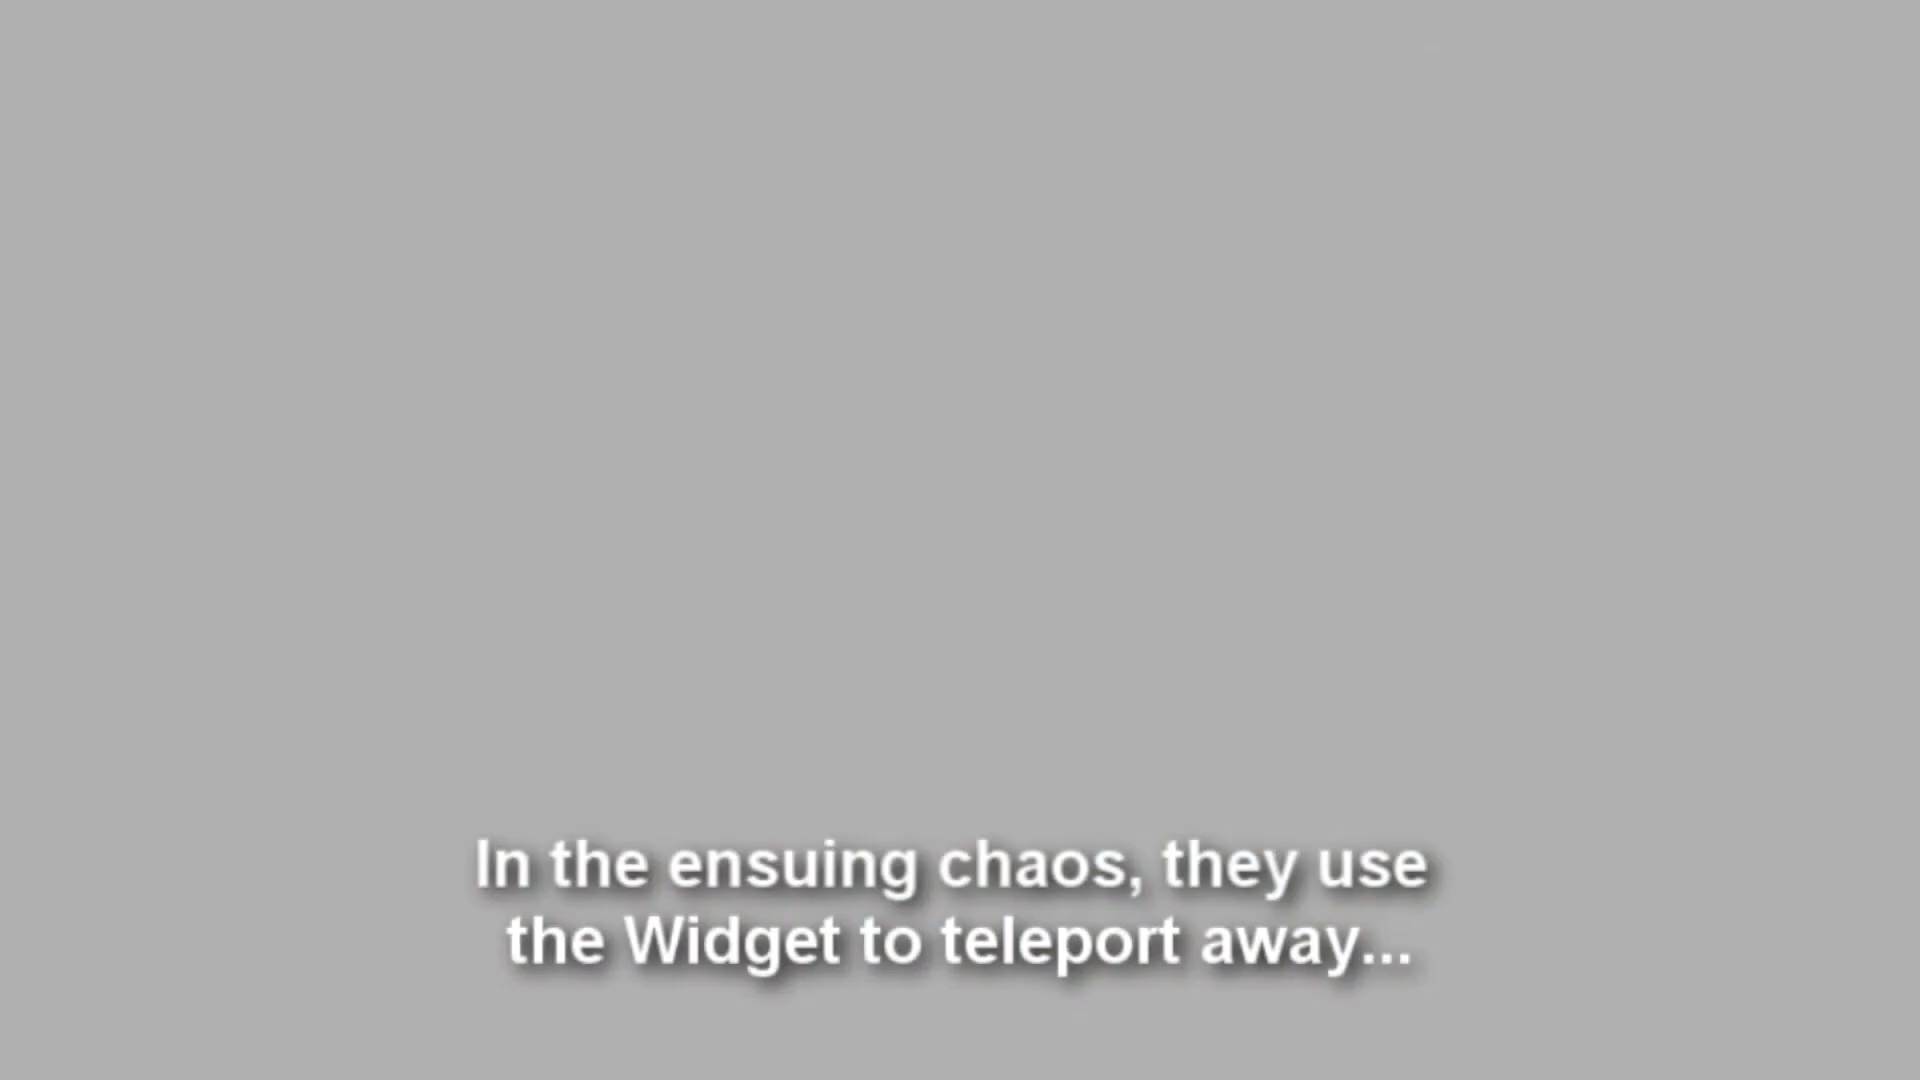 In the ensuing chaos, they use
the Widget to teleport away...